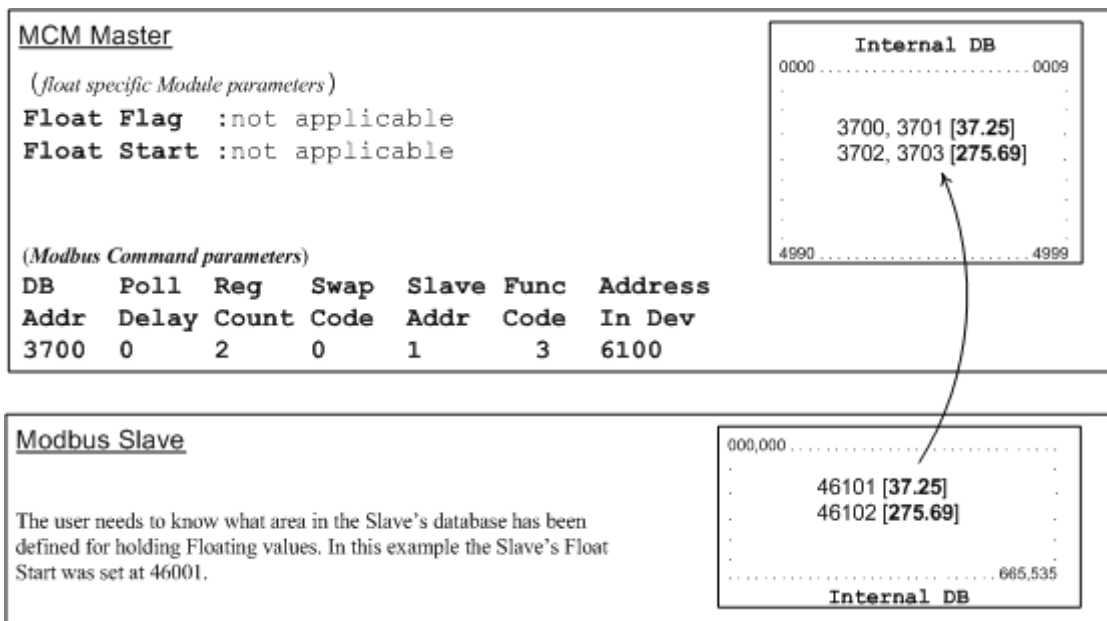 MCM Master
(float specific Module parameters)
Float Flag :not applicable
Float Start :not applicable
(Modbus Command parameters)
DB Poll Reg Swap Slave Func Address
Addr Delay Count Code Addr Code In Dev
3700 0 2 0 1 3 6100
Internal DB
0000 ........................ 0009
3700, 3701 [37.25]
3702, 3703 [275.69]
4990 ........................ 4999
Modbus Slave
The user needs to know what area in the Slave's database has been
defined for holding Floating values. In this example the Slave's Float
Start was set at 46001.
000,000 ..............................
46101 [37.25]
46102 [275.69]
.............................. 665,535
Internal DB